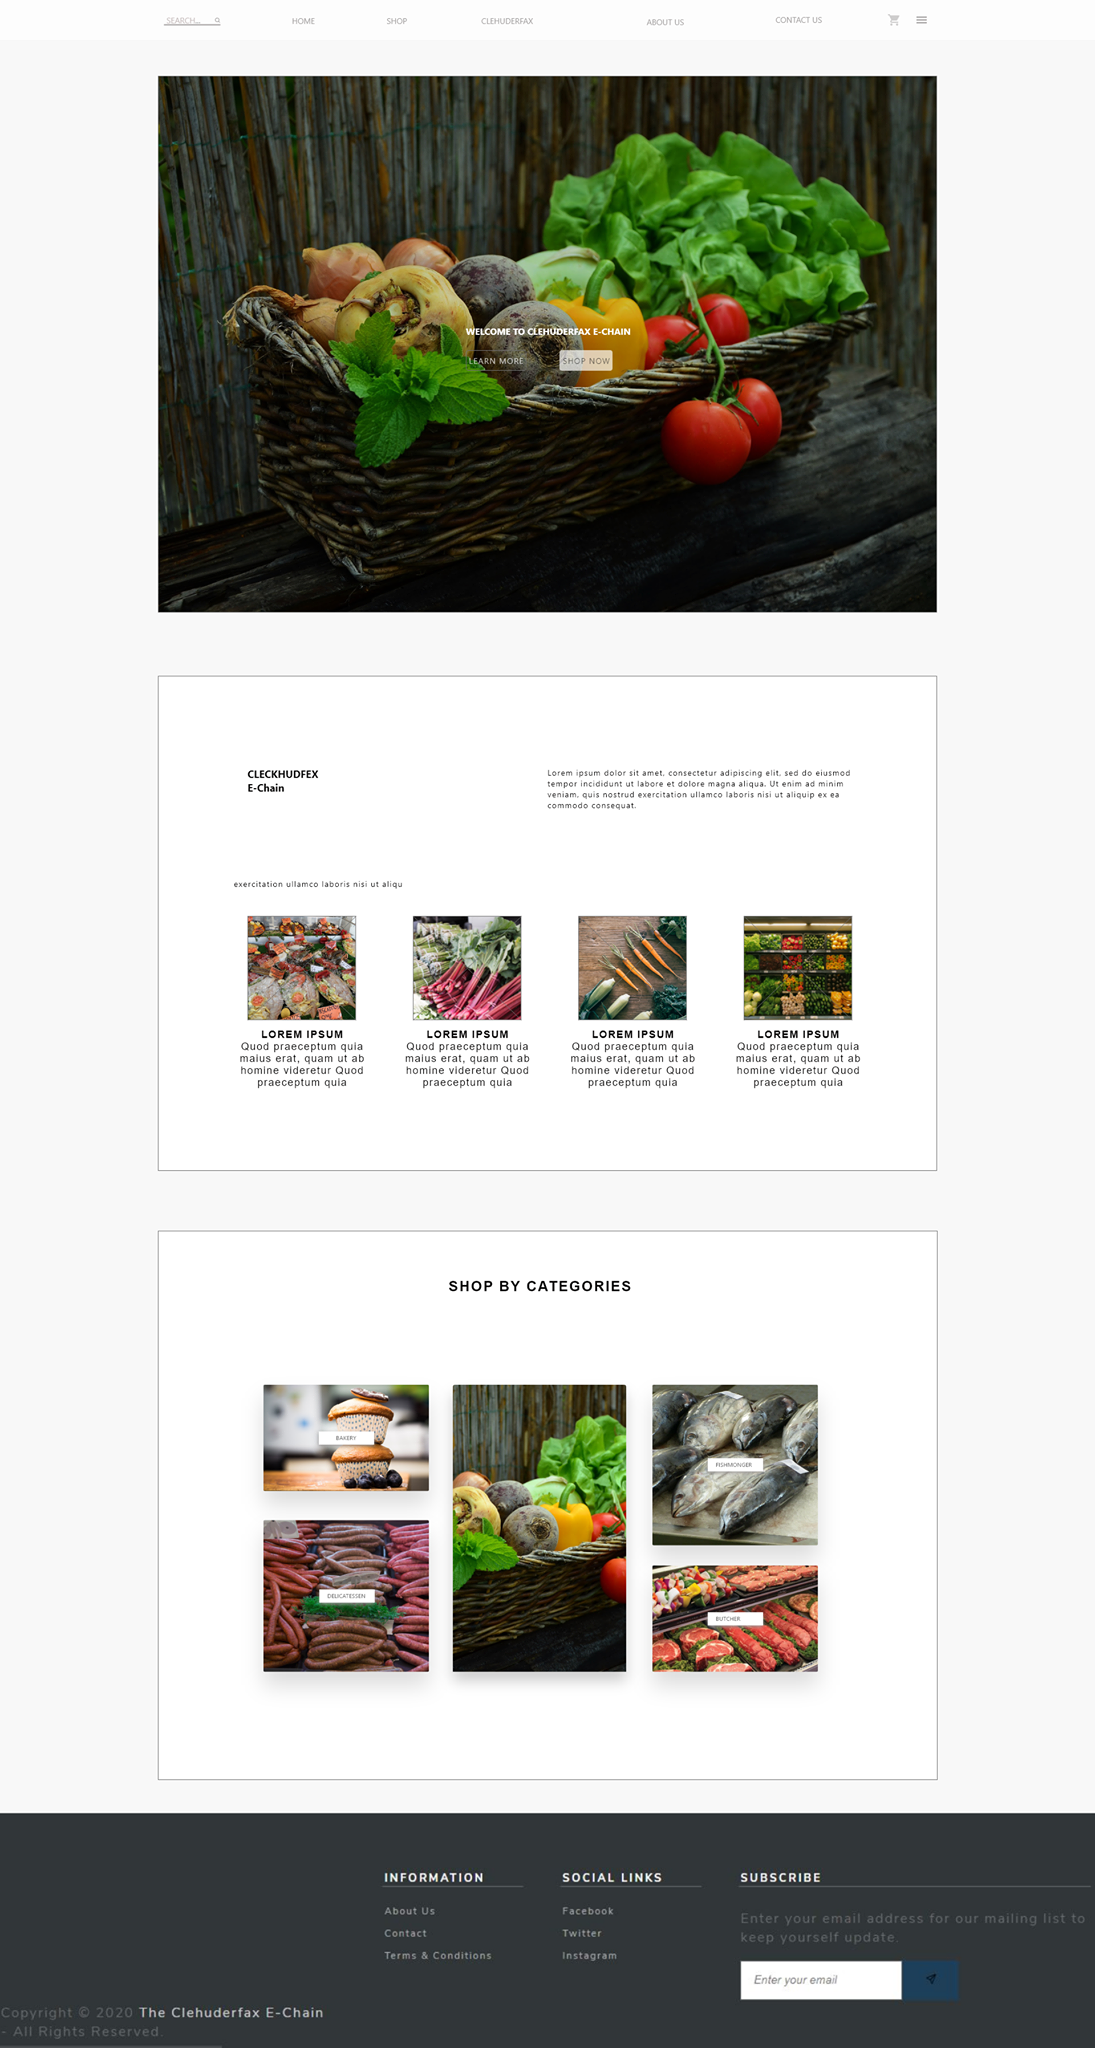 SEARCH...
HOME
SHOP
CLEHUDERFAX
ABOUT US
CONTACT US
WELCOME TO CLEHUDERFAX E-CHAIN
LEARN MORE
SHOP NOW
CLECKHUDFEX
E-Chain
Lorem ipsum dolor sit amet, consectetur adipiscing elit, sed do eiusmod
tempor incididunt ut labore et dolore magna aliqua. Ut enim ad minim
veniam, quis nostrud exercitation ullamco laboris nisi ut aliquip ex ea
commodo consequat.
exercitation ullamco laboris nisi ut aliqu
LOREM IPSUM
Quod praeceptum quia
maius erat, quam ut ab
homine videretur Quod
praeceptum quia
LOREM IPSUM
Quod praeceptum quia
maius erat, quam ut ab
homine videretur Quod
praeceptum quia
LOREM IPSUM
Quod praeceptum quia
maius erat, quam ut ab
homine videretur Quod
praeceptum quia
LOREM IPSUM
Quod praeceptum quia
maius erat, quam ut ab
homine videretur Quod
praeceptum quia
SHOP BY CATEGORIES
BAKERY
DELICATESSEN
FISHMONGER
BUTCHER
INFORMATION
About Us
Contact
Terms & Conditions
SOCIAL LINKS
Facebook
Twitter
Instagram
SUBSCRIBE
Enter your email address for our mailing list to
keep yourself update.
Enter your email
Copyright © 2020 The Clehuderfax E-Chain
- All Rights Reserved.